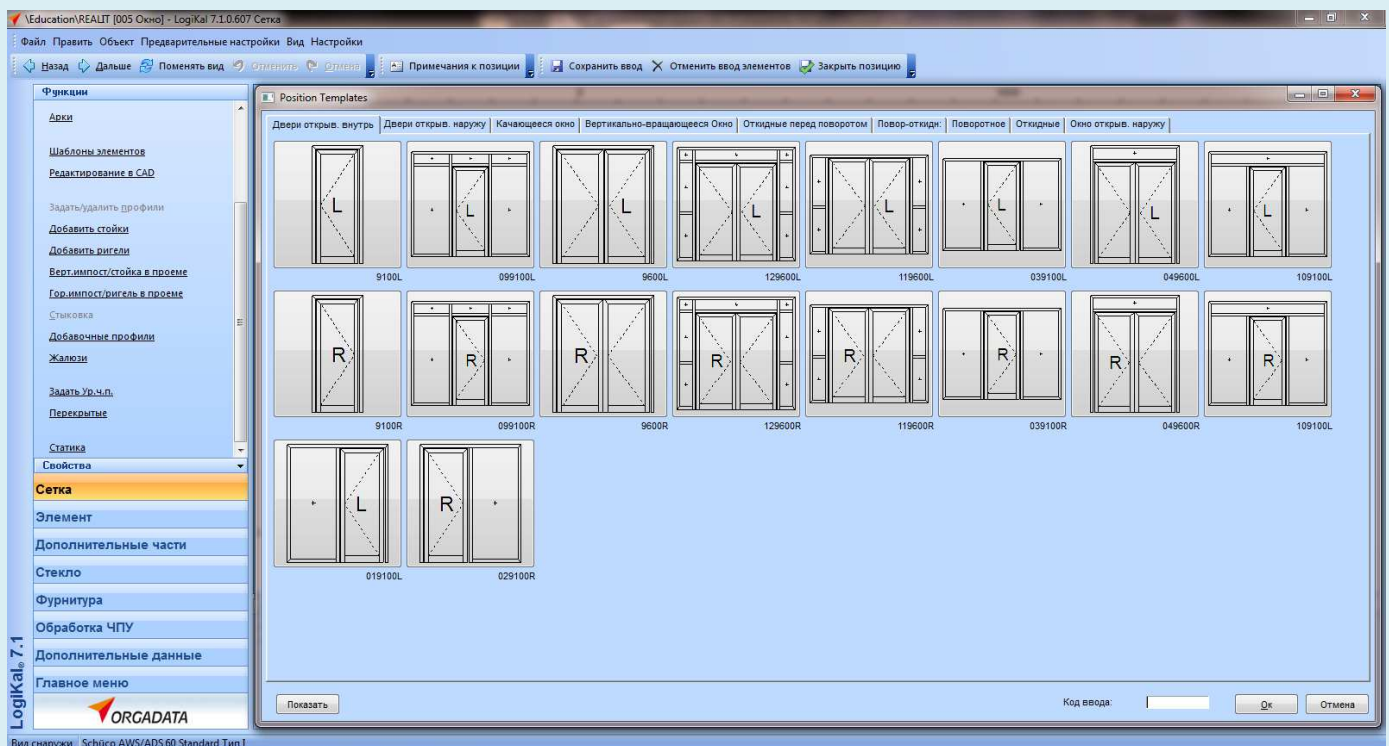 \Education\REALIT [005 Окно] - LogiKal 7.1.0.607 Сетка
Файл Править Объект Предварительные настройки Вид Настройки
Назад Дальше Поменять вид Отменить Отмена Примечания к позиции Сохранить ввод Отменить ввод элементов Закрыть позицию
Функции
Арки
Шаблоны элементов
Редактирование в CAD
Задать/удалить профили
Добавить стойки
Добавить ригели
Верт.импост/стойка в проеме
Гор.импост/ригель в проеме
Стыковка
Добавочные профили
Жалюзи
Задать Ур.ч.п.
Перекрытые
Статика
Свойства
Сетка
Элемент
Дополнительные части
Стекло
Фурнитура
Обработка ЧПУ
Дополнительные данные
Главное меню
LogiKal® 7.1
ORGADATA
Position Templates
Двери открыв. внутрь Двери открыв. наружу Качающееся окно Вертикально-вращающееся Окно Откидные перед поворотом Повор-откидн: Поворотное Откидные Окно открыв. наружу
L L L L L L L L
9100L 099100L 9600L 129600L 119600L 039100L 049600L 109100L
R R R R R R R R
9100R 099100R 9600R 129600R 119600R 039100R 049600R 109100L
L R
019100L 029100R
Показать Код ввода: Ок Отмена
Вид снаружи Schüco AWS/ADS 60 Standard Тип I